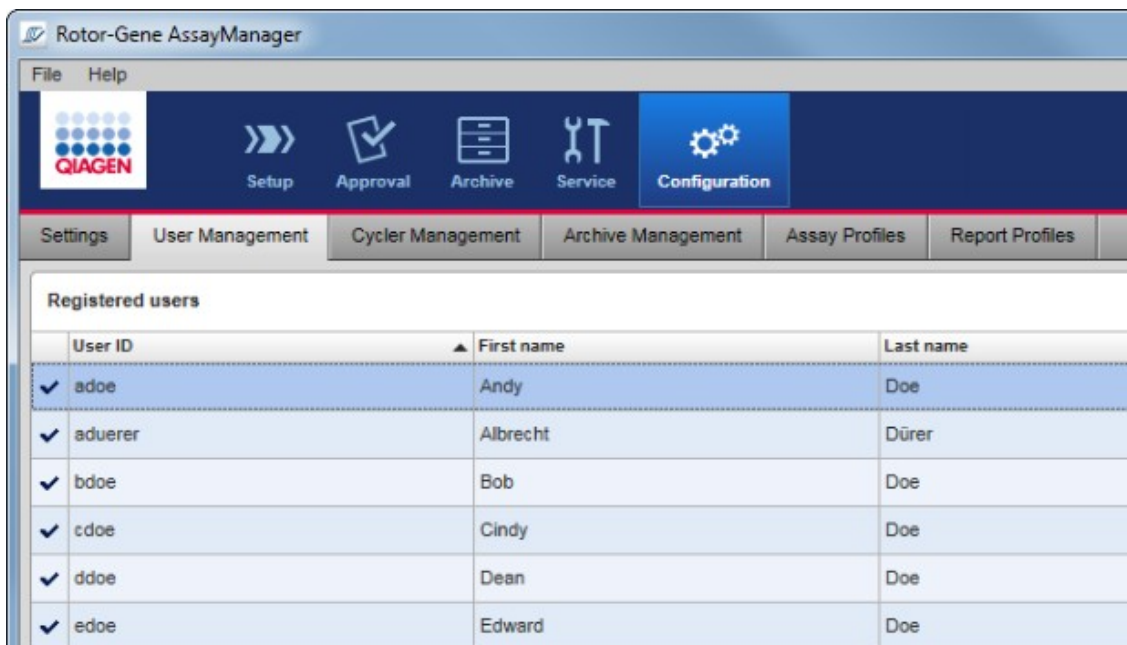 Rotor-Gene AssayManager
File Help
QIAGEN
Setup Approval Archive Service Configuration
Settings User Management Cycler Management Archive Management Assay Profiles Report Profiles
Registered users
User ID First name Last name
adoe Andy Doe
aduerer Albrecht Dürer
bdoe Bob Doe
cdoe Cindy Doe
ddoe Dean Doe
edoe Edward Doe